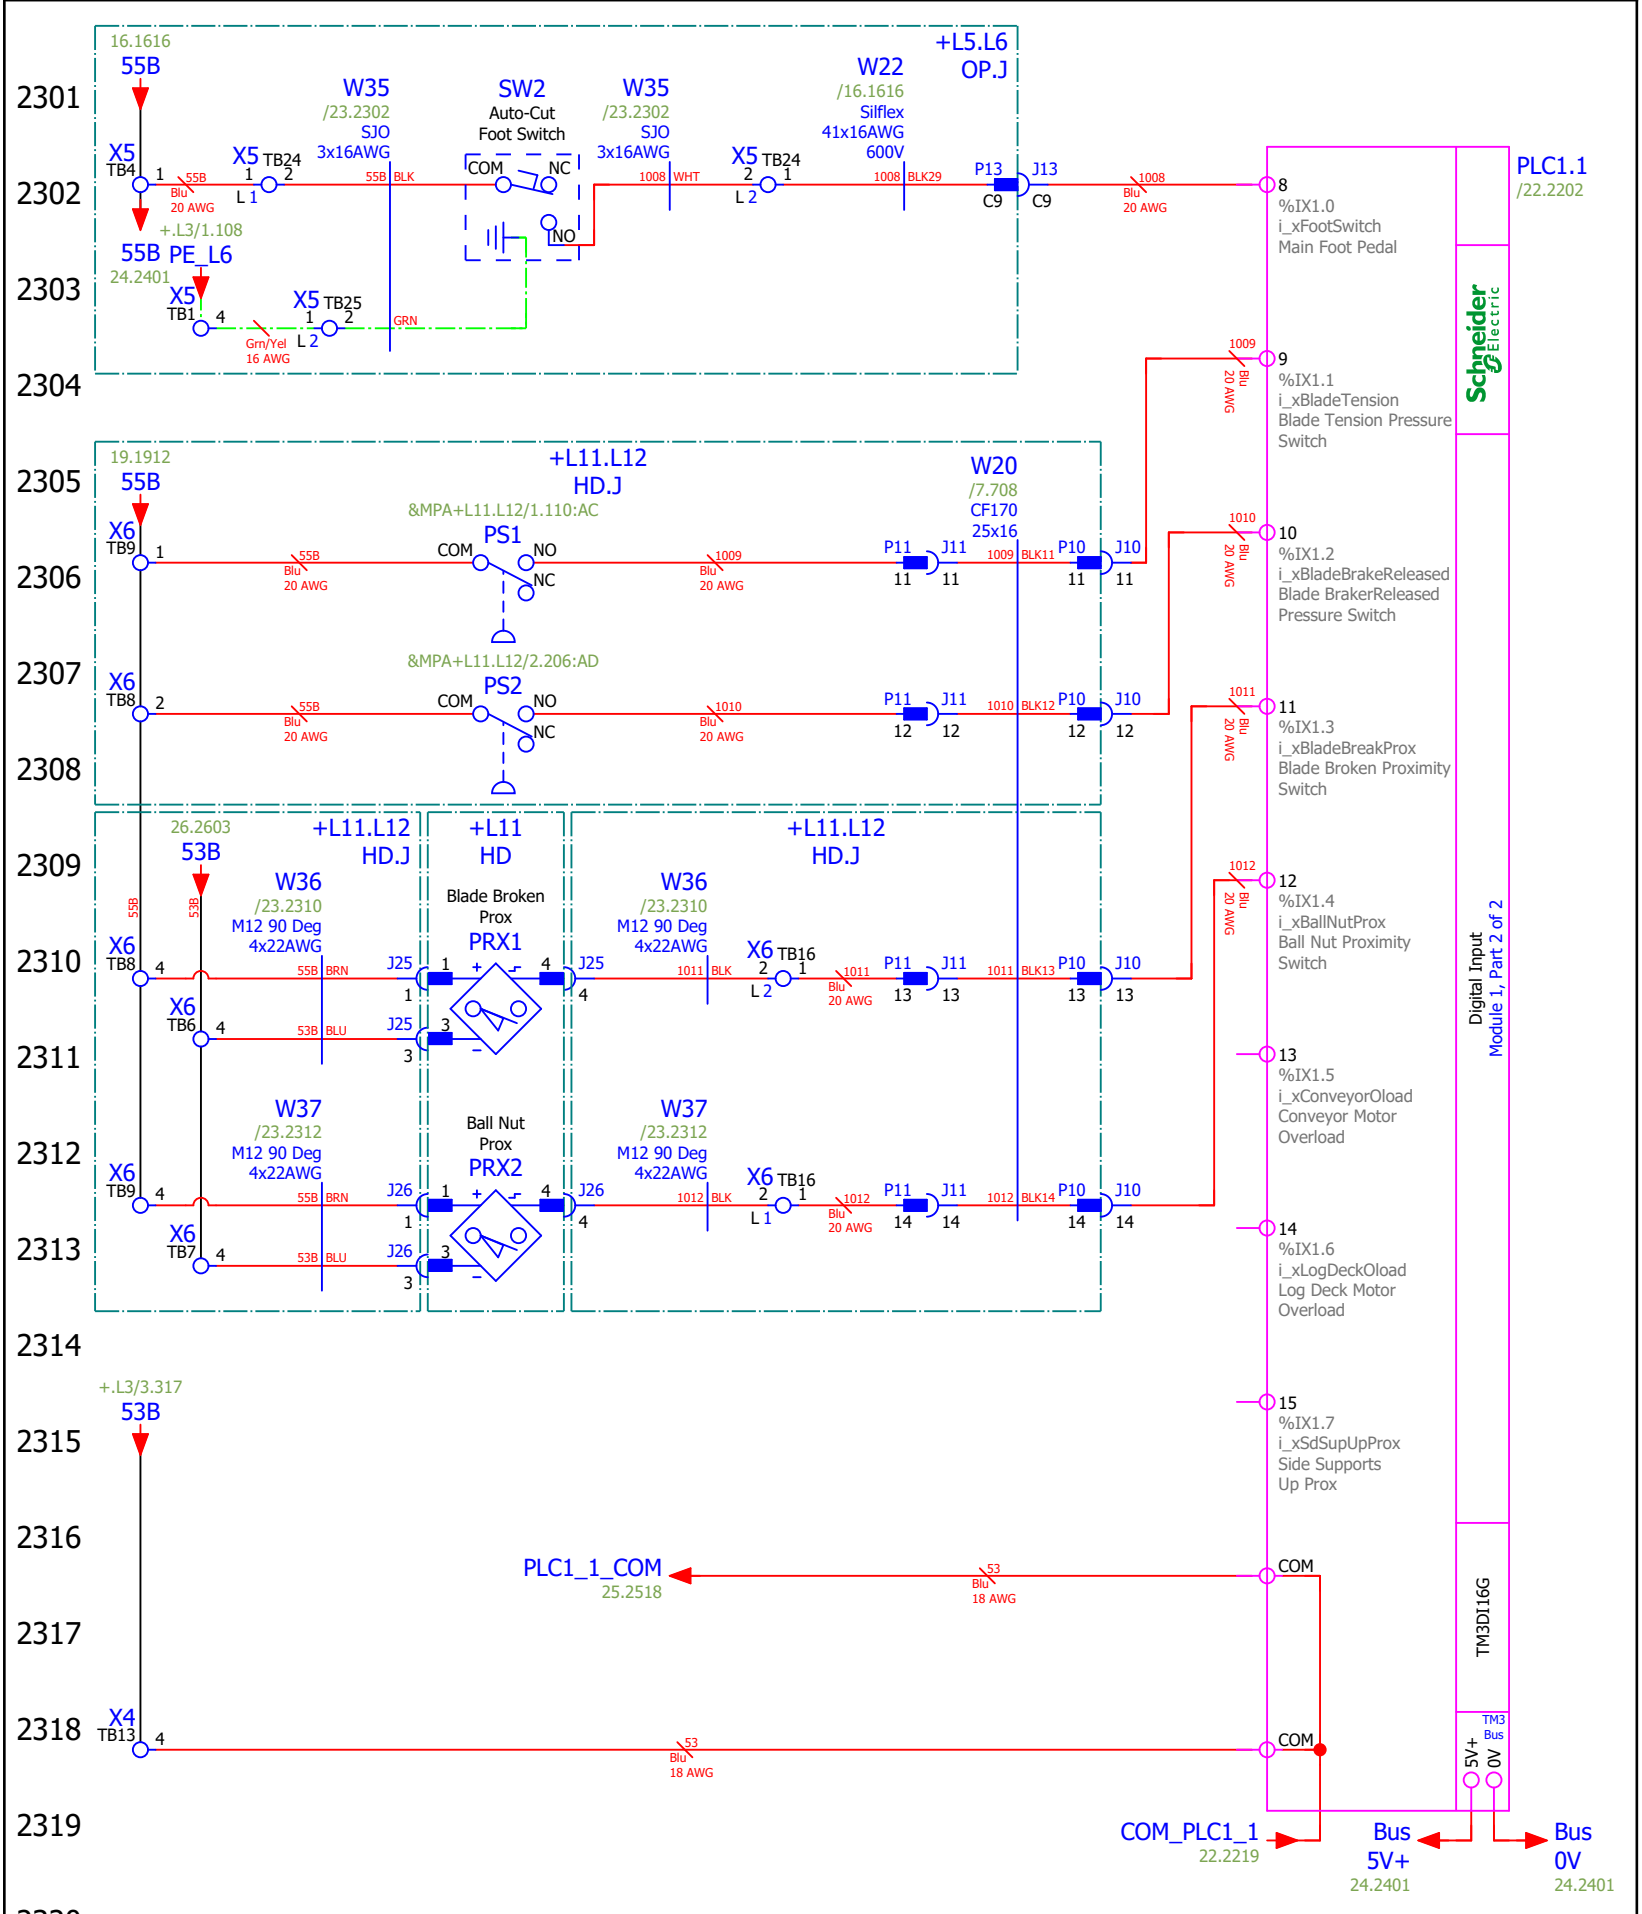 2301
2302
2303
2304
2305
2306
2307
2308
2309
2310
2311
2312
2313
2314
2315
2316
2317
2318
2319
16.1616
55B
X5
TB4
1
55B
Blu
20 AWG
55B
24.2401
+.L3/1.108
PE_L6
X5
TB1
4
Grn/Yel
16 AWG
X5 TB24
1 2
L 1
X5 TB25
1 2
L 2
W35
/23.2302
SJO
3x16AWG
55B BLK
GRN
SW2
Auto-Cut
Foot Switch
COM NC
NO
W35
/23.2302
SJO
3x16AWG
1008 WHT
X5 TB24
2 1
L 2
W22
/16.1616
Silflex
41x16AWG
600V
1008 BLK29
+L5.L6
OP.J
P13 J13
C9 C9
1008
Blu
20 AWG
19.1912
55B
X6
TB9
1
55B
Blu
20 AWG
+L11.L12
HD.J
&MPA+L11.L12/1.110:AC
PS1
COM NO
NC
1009
Blu
20 AWG
P11 J11
11 11
W20
/7.708
CF170
25x16
1009 BLK11
P10 J10
11 11
X6
TB8
2
55B
Blu
20 AWG
&MPA+L11.L12/2.206:AD
PS2
COM NO
NC
1010
Blu
20 AWG
P11 J11
12 12
1010 BLK12
P10 J10
12 12
26.2603
53B
+L11.L12
HD.J
+L11
HD
+L11.L12
HD.J
55B
53B
W36
/23.2310
M12 90 Deg
4x22AWG
Blade Broken
Prox
PRX1
W36
/23.2310
M12 90 Deg
4x22AWG
X6
TB8
4
55B BRN
J25
1
1
+
4
J25
4
1011 BLK
X6 TB16
2 1
L 2
1011
Blu
20 AWG
P11 J11
13 13
1011 BLK13
P10 J10
13 13
X6
TB6
4
53B BLU
J25
3
3
−
W37
/23.2312
M12 90 Deg
4x22AWG
Ball Nut
Prox
PRX2
W37
/23.2312
M12 90 Deg
4x22AWG
X6
TB9
4
55B BRN
J26
1
1
+
4
J26
4
1012 BLK
X6 TB16
2 1
L 1
1012
Blu
20 AWG
P11 J11
14 14
1012 BLK14
P10 J10
14 14
X6
TB7
4
53B BLU
J26
3
3
−
+.L3/3.317
53B
X4
TB13
4
53
Blu
18 AWG
PLC1_1_COM
25.2518
53
Blu
18 AWG
COM_PLC1_1
22.2219
1009
Blu
20 AWG
1010
Blu
20 AWG
1011
Blu
20 AWG
1012
Blu
20 AWG
PLC1.1
/22.2202
8
%IX1.0
i_xFootSwitch
Main Foot Pedal
9
%IX1.1
i_xBladeTension
Blade Tension Pressure
Switch
10
%IX1.2
i_xBladeBrakeReleased
Blade BrakerReleased
Pressure Switch
11
%IX1.3
i_xBladeBreakProx
Blade Broken Proximity
Switch
12
%IX1.4
i_xBallNutProx
Ball Nut Proximity
Switch
13
%IX1.5
i_xConveyorOload
Conveyor Motor
Overload
14
%IX1.6
i_xLogDeckOload
Log Deck Motor
Overload
15
%IX1.7
i_xSdSupUpProx
Side Supports
Up Prox
COM
COM
Schneider
Electric
Digital Input
Module 1, Part 2 of 2
TM3DI16G
TM3
Bus
5V+
0V
Bus
5V+
24.2401
Bus
0V
24.2401